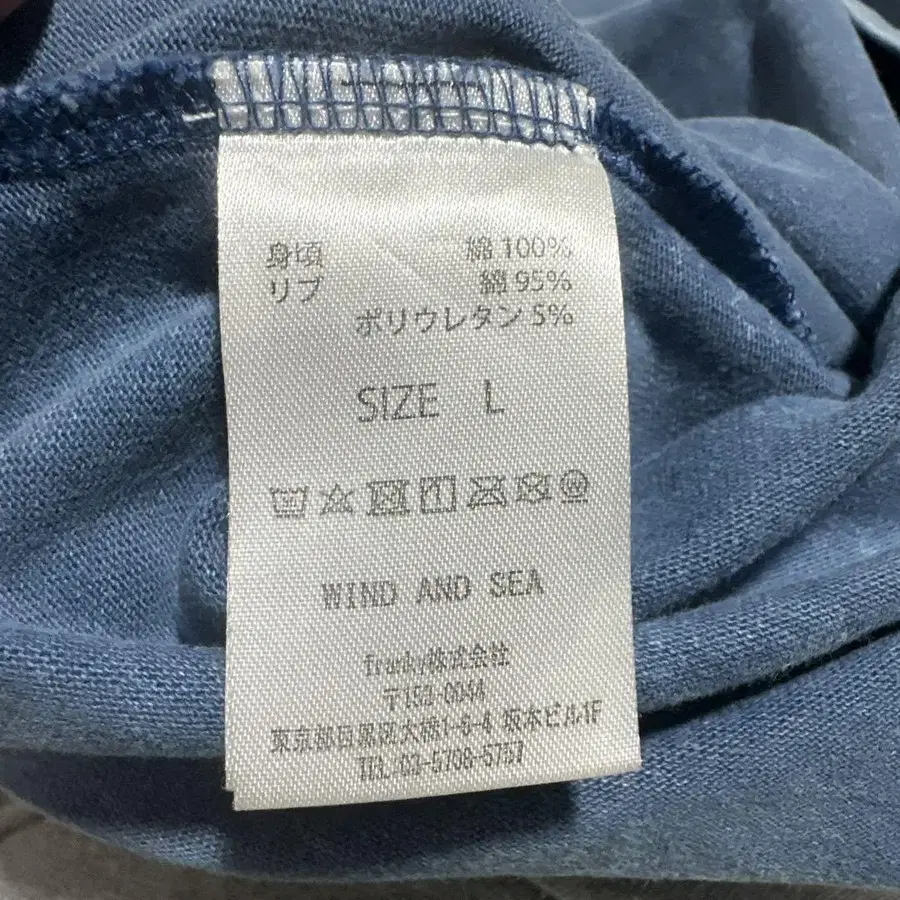 身頃 綿 100%
リブ 綿 95%
ポリウレタン 5%
SIZE L
WIND AND SEA
franky株式会社
〒153-0044
東京都目黒区大橋1-6-4 坂本ビル1F
TEL:03-5708-5757